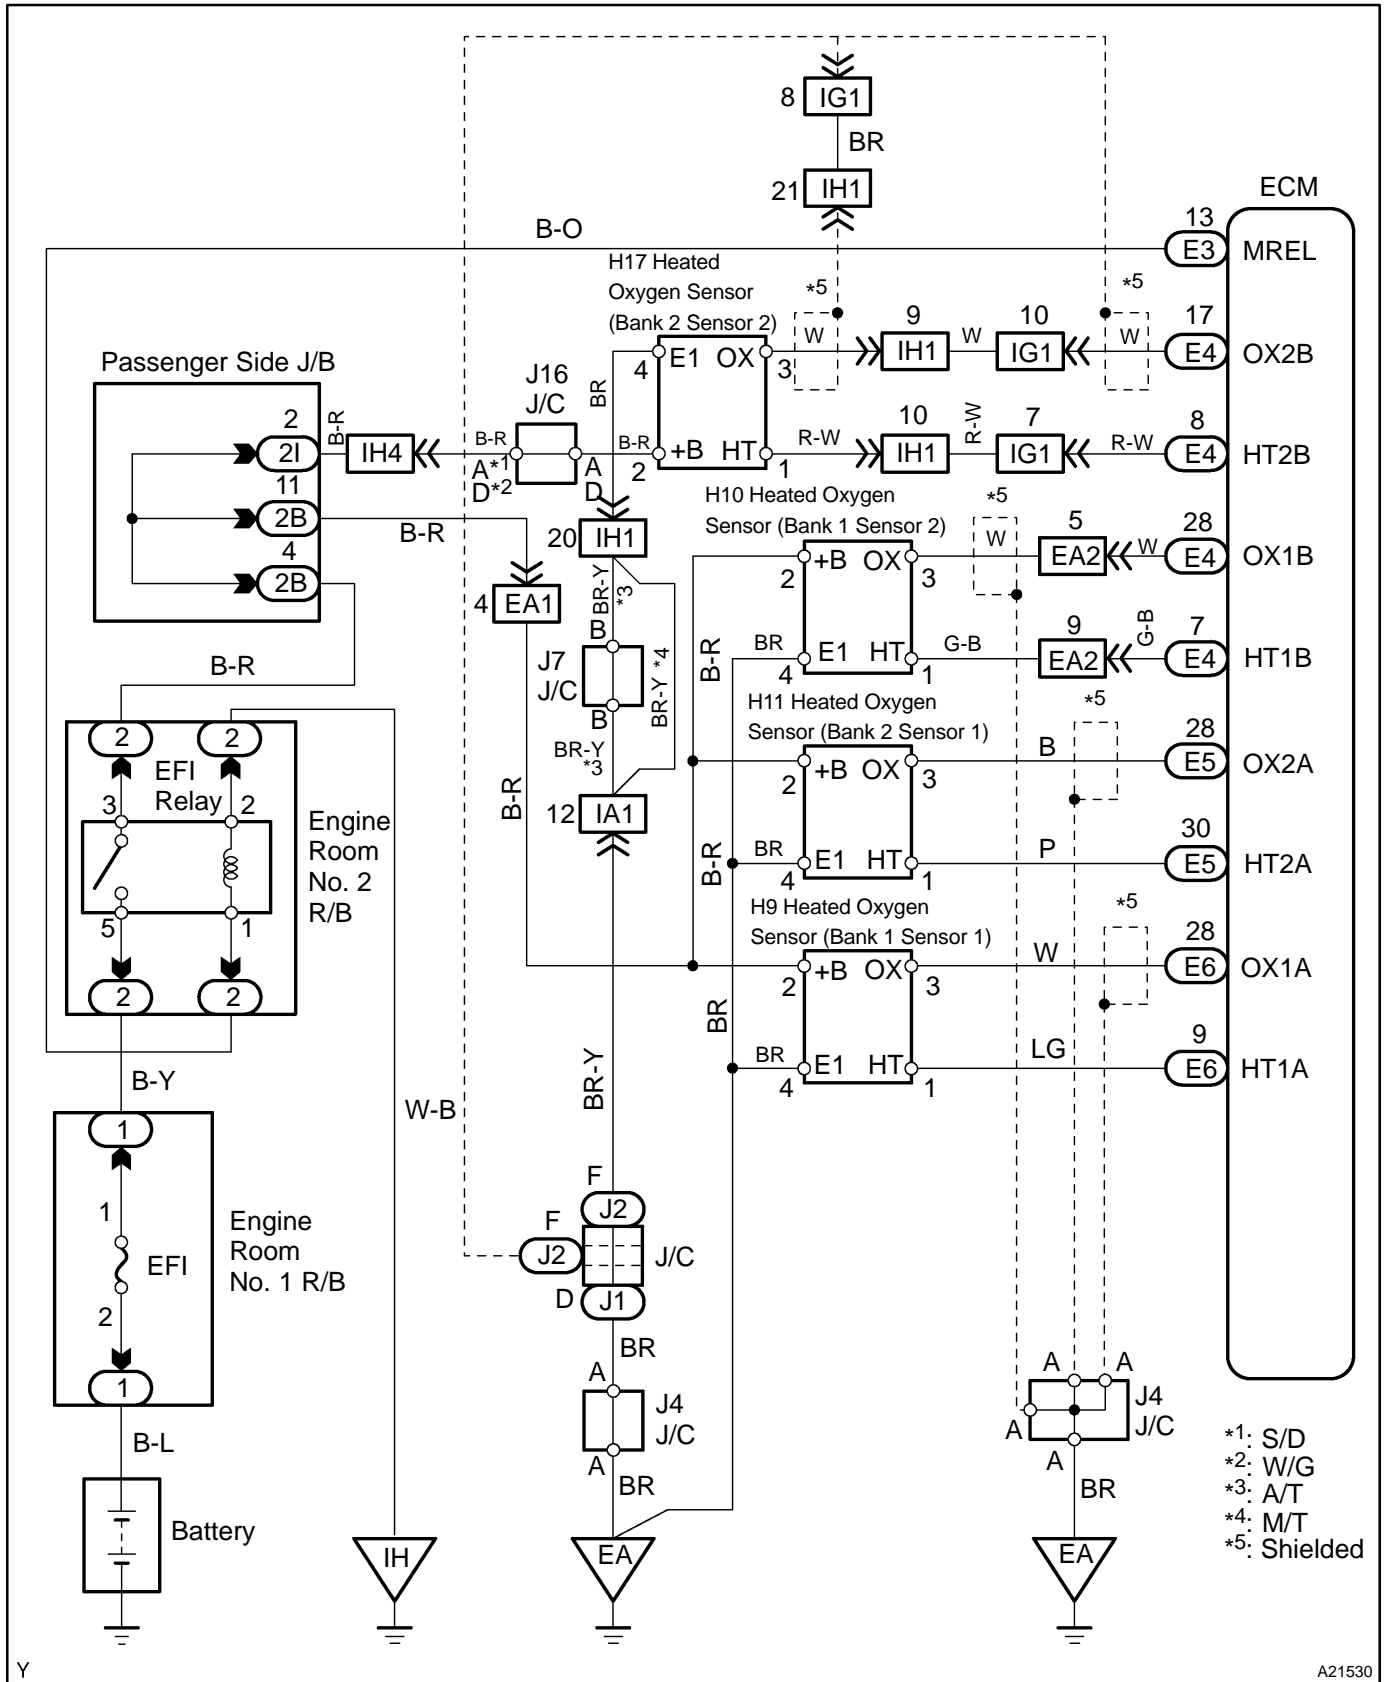 8 IG1
BR
21 IH1
ECM
B-O
13
E3 MREL
H17 Heated
Oxygen Sensor
(Bank 2 Sensor 2)
*5
*5
W
9
IH1
W
10
IG1
W
17
E4 OX2B
Passenger Side J/B
J16
J/C
BR
4 E1 OX 3
2
2I
B-R
IH4
B-R
A*1
D*2
A
D
B-R
2 +B HT 1
R-W
10
IH1
R-W
7
IG1
R-W
8
E4 HT2B
11
2B
B-R
4
2B
H10 Heated Oxygen
Sensor (Bank 1 Sensor 2)
*5
W
5
EA2
W
28
E4 OX1B
20 IH1
2 +B OX 3
4 EA1
BR-Y
*3
B
J7
J/C
B
BR-Y *4
BR-Y
*3
B-R
BR
4 E1 HT 1
G-B
9
EA2
G-B
7
E4 HT1B
B-R
H11 Heated Oxygen
Sensor (Bank 2 Sensor 1)
*5
B
28
E5 OX2A
2 +B OX 3
2
2
EFI
Relay
3
2
5
1
2
2
Engine
Room
No. 2
R/B
B-R
12 IA1
B-R
BR
4 E1 HT 1
P
30
E5 HT2A
H9 Heated Oxygen
Sensor (Bank 1 Sensor 1)
*5
W
28
E6 OX1A
2 +B OX 3
BR
BR
4 E1 HT 1
LG
9
E6 HT1A
B-Y
W-B
BR-Y
1
1
EFI
2
1
Engine
Room
No. 1 R/B
F
J2
F
J2
J/C
D
J1
BR
A
J4
J/C
A
BR
A
A
J4
J/C
A
A
BR
B-L
Battery
IH
EA
EA
*1: S/D
*2: W/G
*3: A/T
*4: M/T
*5: Shielded
Y
A21530